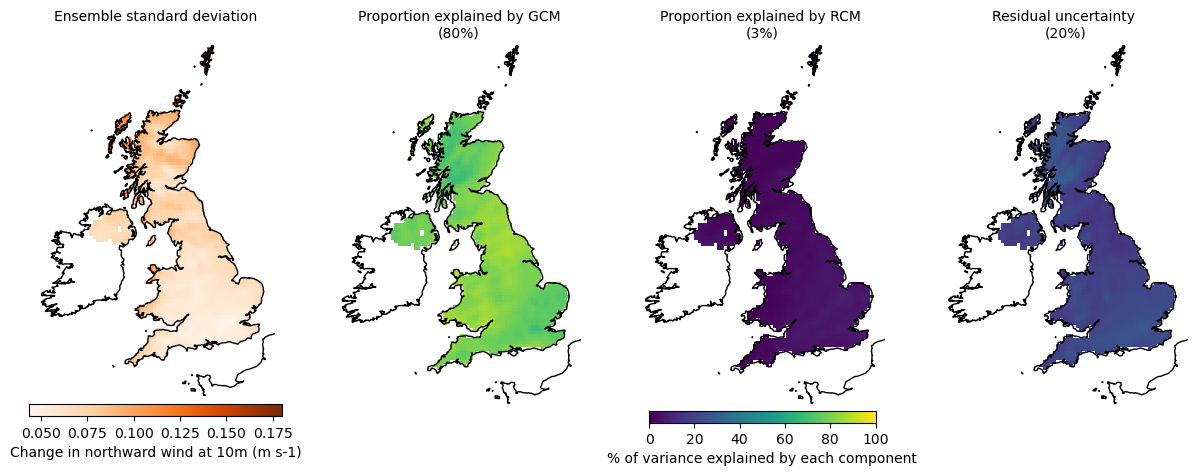 Ensemble standard deviation
Proportion explained by GCM
(80%)
Proportion explained by RCM
(3%)
Residual uncertainty
(20%)
0.050 0.075 0.100 0.125 0.150 0.175
Change in northward wind at 10m (m s-1)
0 20 40 60 80 100
% of variance explained by each component